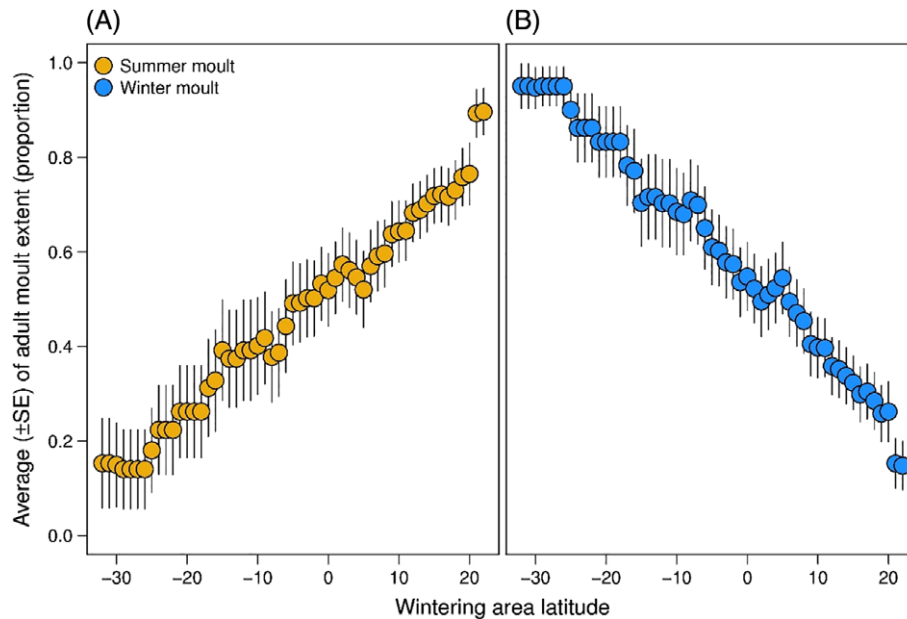 (A)
(B)
Summer moult
Winter moult
Average (±SE) of adult moult extent (proportion)
1.0
0.8
0.6
0.4
0.2
0.0
−30 −20 −10 0 10 20
−30 −20 −10 0 10 20
Wintering area latitude